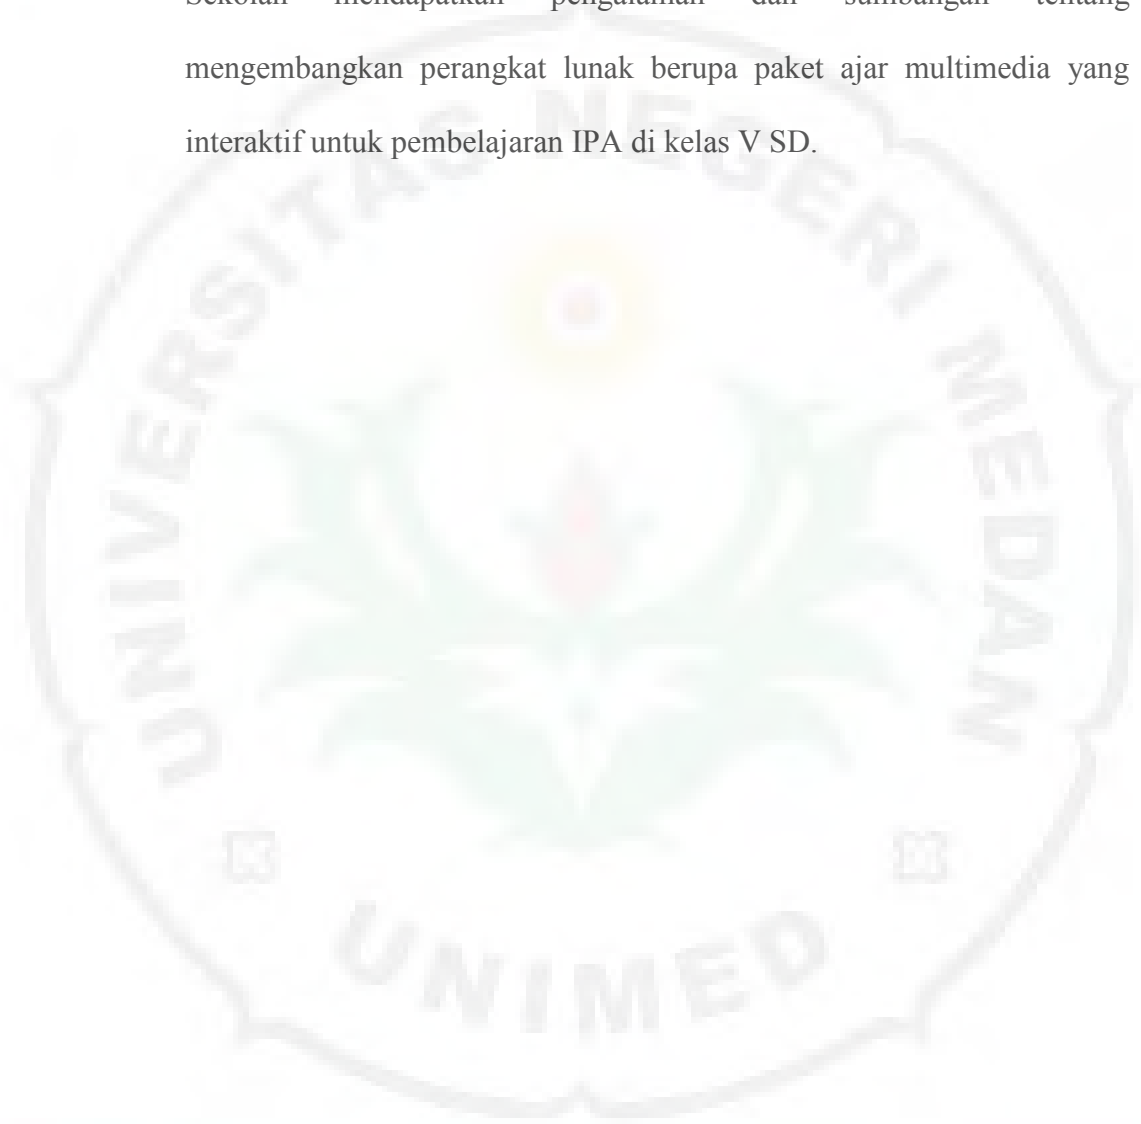 Sekolah mendapatkan pengalaman dan sumbangan tentang
mengembangkan perangkat lunak berupa paket ajar multimedia yang
interaktif untuk pembelajaran IPA di kelas V SD.
UNIVERSITAS NEGERI MEDAN
UNIMED